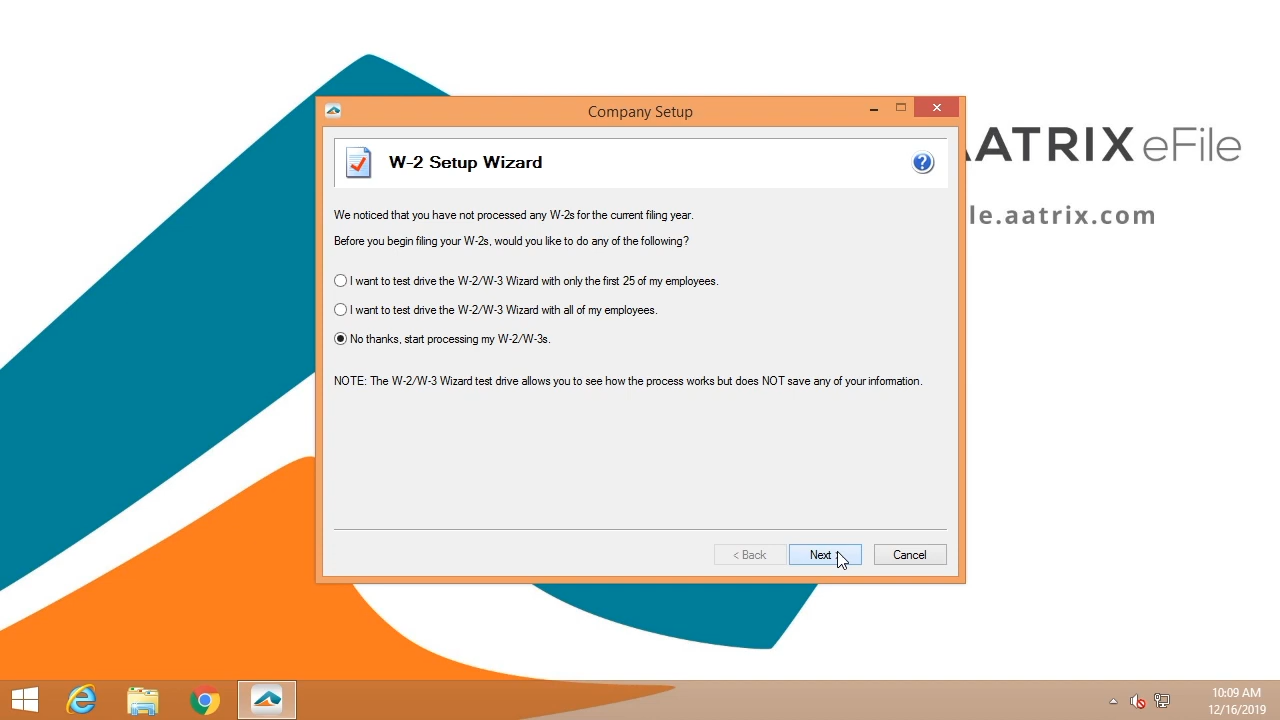 Company Setup
W-2 Setup Wizard
AATRIX eFile
le.aatrix.com
We noticed that you have not processed any W-2s for the current filing year.
Before you begin filing your W-2s, would you like to do any of the following?
I want to test drive the W-2/W-3 Wizard with only the first 25 of my employees.
I want to test drive the W-2/W-3 Wizard with all of my employees.
No thanks, start processing my W-2/W-3s.
NOTE: The W-2/W-3 Wizard test drive allows you to see how the process works but does NOT save any of your information.
< Back Next Cancel
10:09 AM
12/16/2019